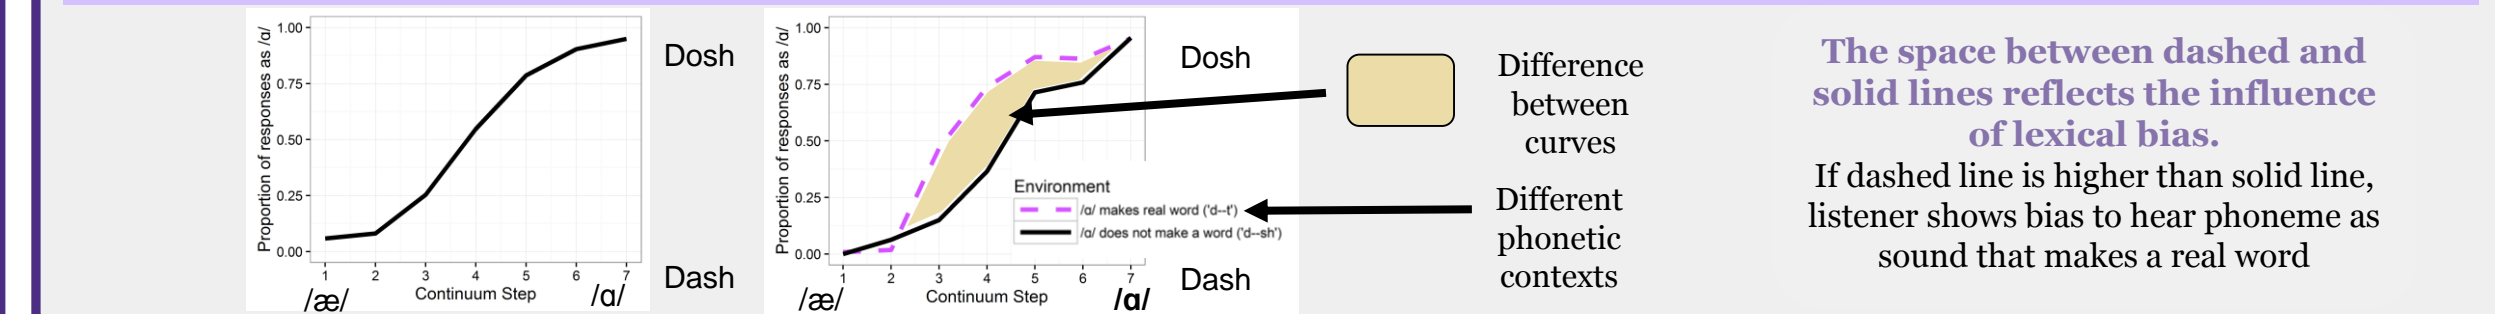 Proportion of responses as /ɑ/
1.00
0.75
0.50
0.25
0.00
1 2 3 4 5 6 7
/æ/ Continuum Step /ɑ/
Dosh
Dash
Proportion of responses as /ɑ/
1.00
0.75
0.50
0.25
0.00
Environment
/ɑ/ makes real word ('d--t')
/ɑ/ does not make a word ('d--sh')
1 2 3 4 5 6 7
/æ/ Continuum Step /ɑ/
Dosh
Dash
Difference
between
curves
Different
phonetic
contexts
The space between dashed and
solid lines reflects the influence
of lexical bias.
If dashed line is higher than solid line,
listener shows bias to hear phoneme as
sound that makes a real word